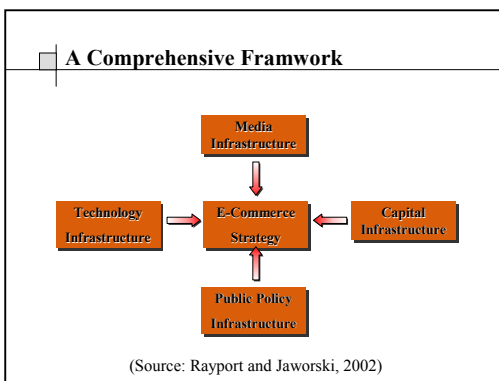 A Comprehensive Framwork
Media
Infrastructure
Technology
Infrastructure
E-Commerce
Strategy
Capital
Infrastructure
Public Policy
Infrastructure
(Source: Rayport and Jaworski, 2002)